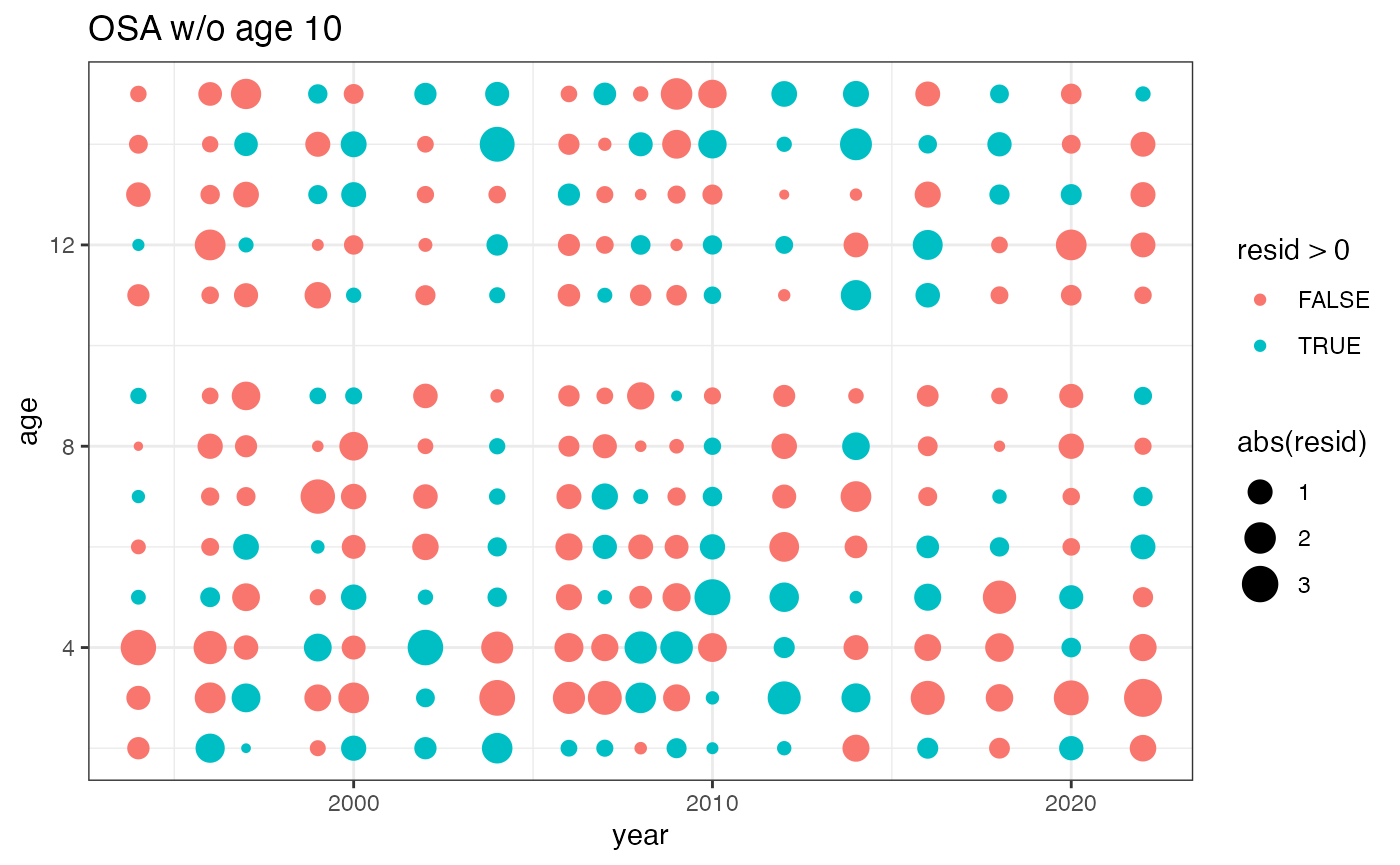 OSA w/o age 10
12
8
4
age
2000
2010
2020
year
resid > 0
FALSE
TRUE
abs(resid)
1
2
3